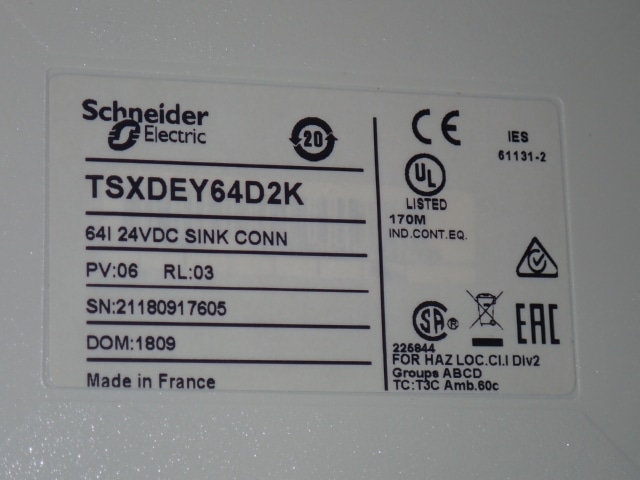 Schneider
Electric
20
TSXDEY64D2K
64I 24VDC SINK CONN
PV:06 RL:03
SN:21180917605
DOM:1809
Made in France
CE
IES
61131-2
UL
LISTED
170M
IND.CONT.EQ.
SA ®
EAC
225844
FOR HAZ LOC.Cl.I Div2
Groups ABCD
TC:T3C Amb.60c